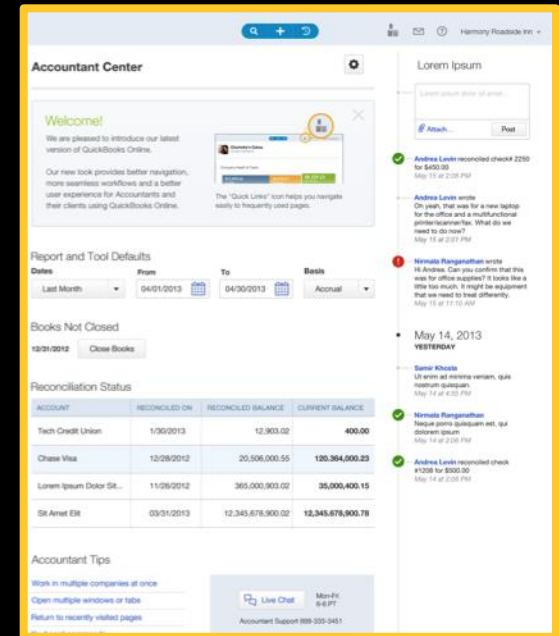 Harmony Roadside Inn
Accountant Center
Welcome!
We are pleased to introduce our latest
version of QuickBooks Online.
Our new look provides better navigation,
more seamless workflows and a better
user experience for Accountants and
their clients using QuickBooks Online.
The "Quick Links" icon helps you navigate
easily to frequently used pages.
Report and Tool Defaults
Dates From To Basis
Last Month 04/01/2013 04/30/2013 Accrual
Books Not Closed
12/31/2012 Close Books
Reconciliation Status
ACCOUNT RECONCILED ON RECONCILED BALANCE CURRENT BALANCE
Tech Credit Union 1/30/2013 12,903.02 400.00
Chase Visa 12/28/2012 20,506,000.55 120.364,000.23
Lorem Ipsum Dolor Sit... 11/26/2012 365,000,903.02 35,000,400.15
Sit Amet Elit 03/31/2013 12,345,678,900.02 12,345,678,900.78
Accountant Tips
Work in multiple companies at once
Open multiple windows or tabs
Return to recently visited pages
Live Chat
Mon-Fri
6-6 PT
Accountant Support
Lorem Ipsum
Lorem ipsum dolor sit amet...
Attach... Post
Andrea Levin reconciled check# 2250
for $450.00
May 15 at 2:08 PM
Andrea Levin wrote
Oh yeah, that was for a new laptop
for the office and a multifunctional
printer/scanner/fax. What do we
need to do now?
May 15 at 2:01 PM
Nirmala Ranganathan wrote
Hi Andrea. Can you confirm that this
was for office supplies? It looks like a
little too much. It might be equipment
that we need to treat differently.
May 15 at 11:10 AM
May 14, 2013
YESTERDAY
Samir Khosla
Ut enim ad minima veniam, quis
nostrum quisquam
May 14 at 4:55 PM
Nirmala Ranganathan
Neque porro quisquam est, qui
dolorem ipsum
May 14 at 2:08 PM
Andrea Levin reconciled check
#1208 for $500.00
May 14 at 2:08 PM